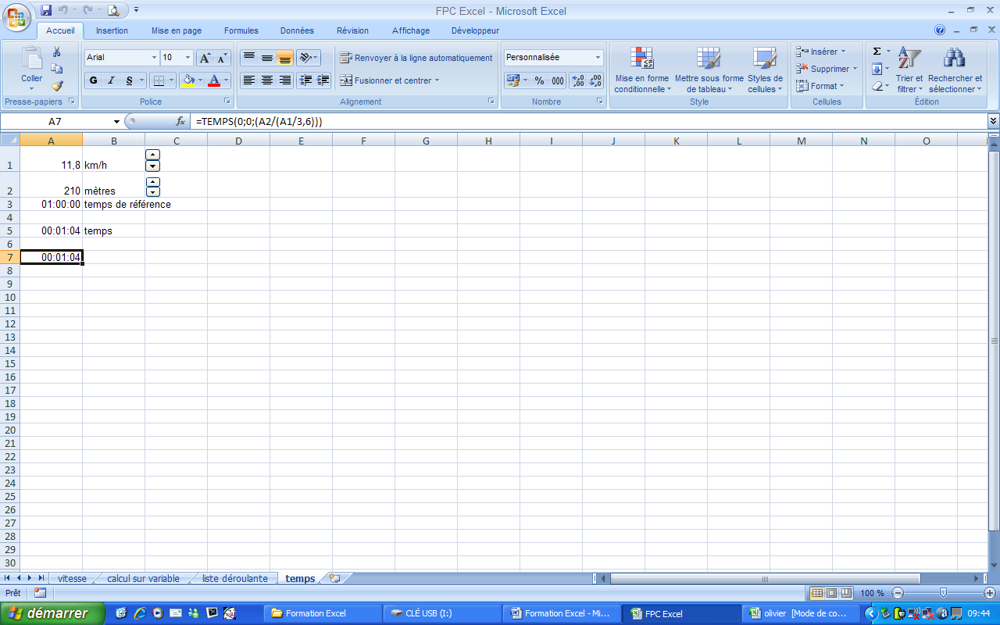 FPC Excel - Microsoft Excel
Accueil Insertion Mise en page Formules Données Révision Affichage Développeur
Coller
Presse-papiers
Arial 10
G I S
Police
Renvoyer à la ligne automatiquement
Fusionner et centrer
Alignement
Personnalisée
% 000
Nombre
Mise en forme conditionnelle
Mettre sous forme de tableau
Styles de cellules
Style
Insérer
Supprimer
Format
Cellules
Trier et filtrer
Rechercher et sélectionner
Édition
A7 fx =TEMPS(0;0;(A2/(A1/3,6)))
A B C D E F G H I J K L M N O
1 11,8 km/h
2 210 mètres
3 01:00:00 temps de référence
4
5 00:01:04 temps
6
7 00:01:04
8
9
10
11
12
13
14
15
16
17
18
19
20
21
22
23
24
25
26
27
28
29
30
vitesse calcul sur variable liste déroulante temps
Prêt 100 %
démarrer Formation Excel CLÉ USB (I:) Formation Excel - Mi... FPC Excel olivier [Mode de co... 09:44